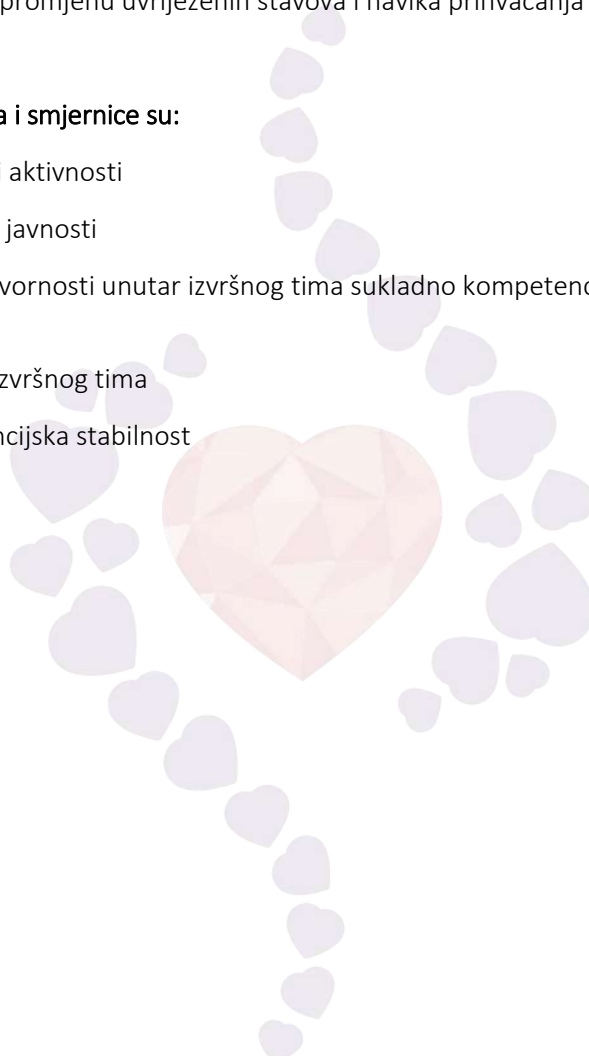 promjenu uvriježenih stavova i navika prihvaćanja
a i smjernice su:
i aktivnosti
javnosti
vornosti unutar izvršnog tima sukladno kompetenc
zvršnog tima
ncijska stabilnost